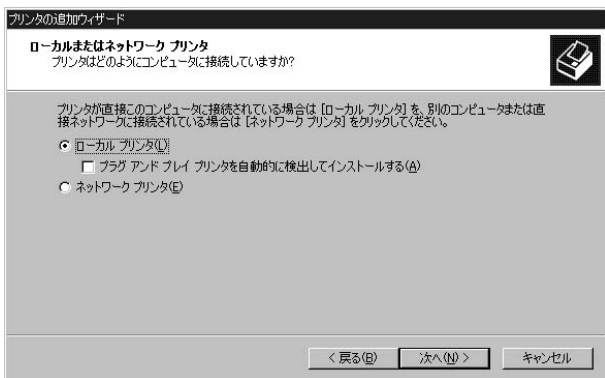 プリンタの追加ウィザード
ローカルまたはネットワーク プリンタ
プリンタはどのようにコンピュータに接続していますか?
プリンタが直接このコンピュータに接続されている場合は [ローカル プリンタ] を、別のコンピュータまたは直
接ネットワークに接続されている場合は [ネットワーク プリンタ] をクリックしてください。
ローカル プリンタ(L)
プラグ アンド プレイ プリンタを自動的に検出してインストールする(A)
ネットワーク プリンタ(E)
< 戻る(B)
次へ(N) >
キャンセル